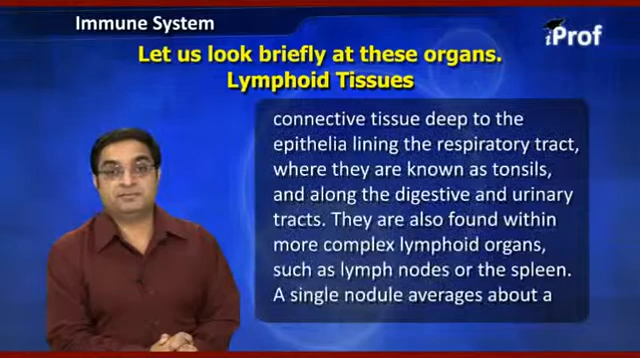 Immune System
iProf
Let us look briefly at these organs.
Lymphoid Tissues
connective tissue deep to the
epithelia lining the respiratory tract,
where they are known as tonsils,
and along the digestive and urinary
tracts. They are also found within
more complex lymphoid organs,
such as lymph nodes or the spleen.
A single nodule averages about a